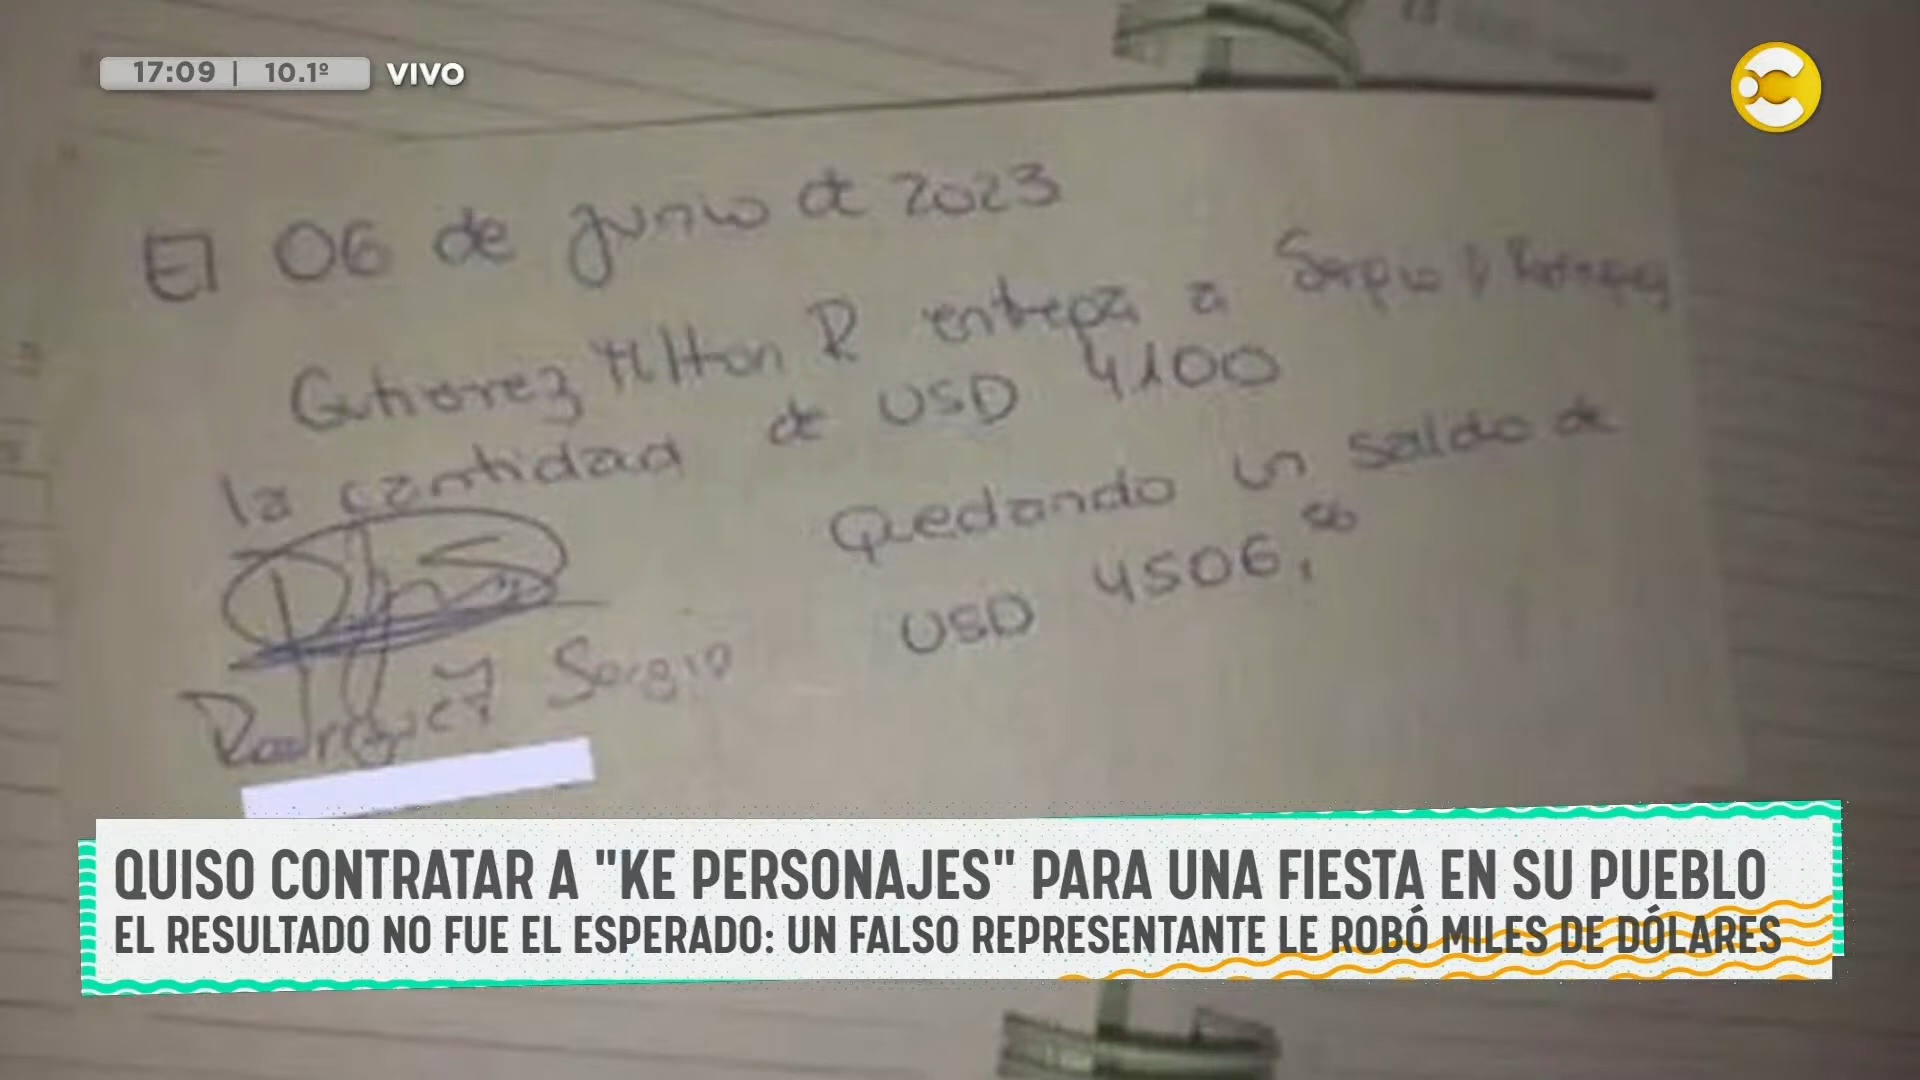 17:09 | 10.1º VIVO
El 06 de Junio de 2023
Gutierrez Milton R entrega a Sergio
la cantidad de USD 4100
Quedando un saldo de
USD 4506,
Rodriguez Sergio
QUISO CONTRATAR A "KE PERSONAJES" PARA UNA FIESTA EN SU PUEBLO
EL RESULTADO NO FUE EL ESPERADO: UN FALSO REPRESENTANTE LE ROBÓ MILES DE DÓLARES